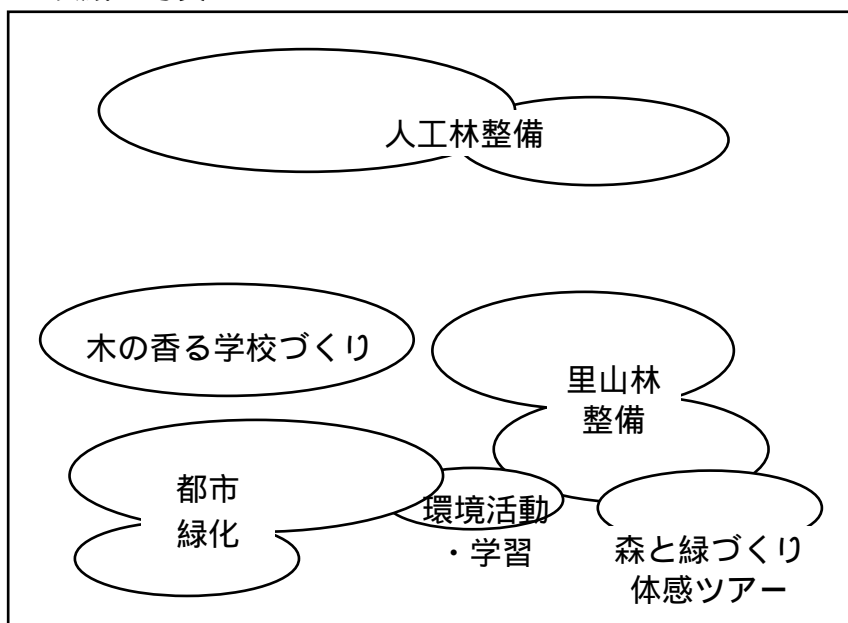 人工林整備
木の香る学校づくり
里山林
整備
都市
緑化
環境活動
・学習
森と緑づくり
体感ツアー